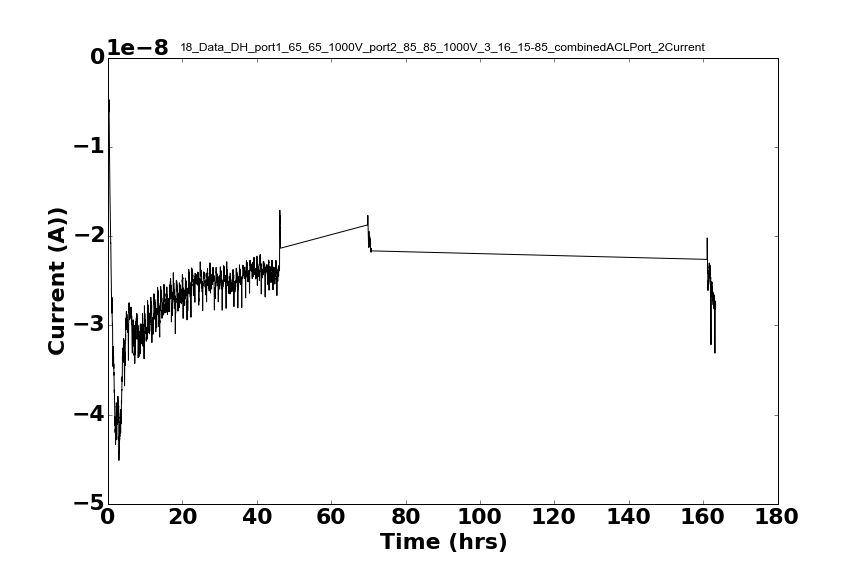 1e−8
18_Data_DH_port1_65_65_1000V_port2_85_85_1000V_3_16_15-85_combinedACLPort_2Current
0
−1
−2
−3
−4
−5
Current (A))
0 20 40 60 80 100 120 140 160 180
Time (hrs)